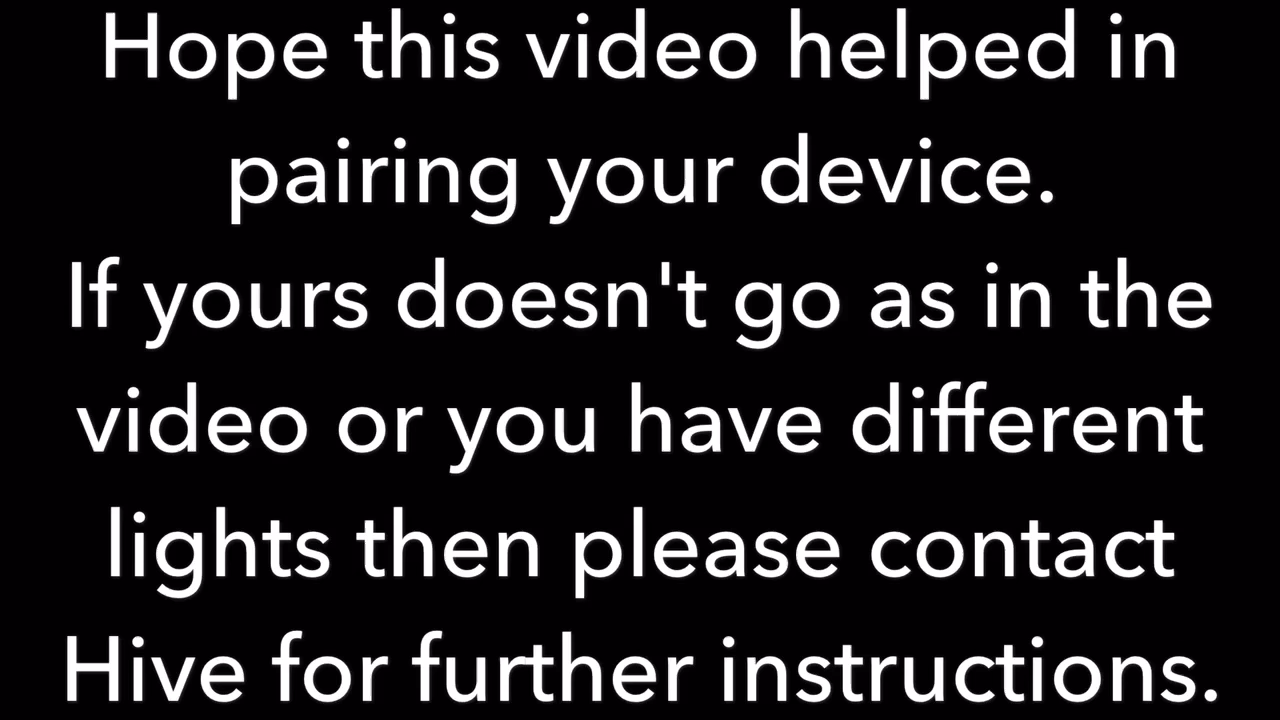 Hope this video helped in
pairing your device.
If yours doesn't go as in the
video or you have different
lights then please contact
Hive for further instructions.